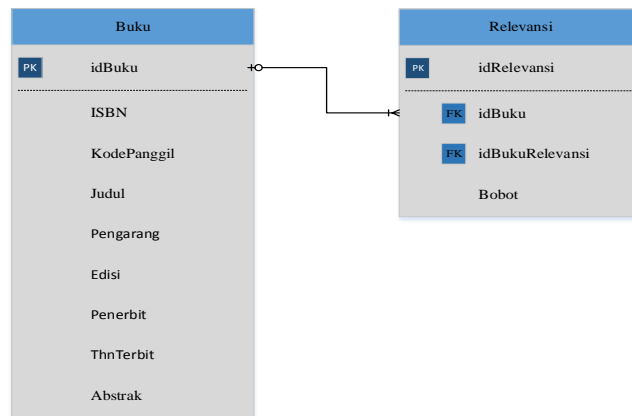 Buku
PK idBuku
ISBN
KodePanggil
Judul
Pengarang
Edisi
Penerbit
ThnTerbit
Abstrak
Relevansi
PK idRelevansi
FK idBuku
FK idBukuRelevansi
Bobot